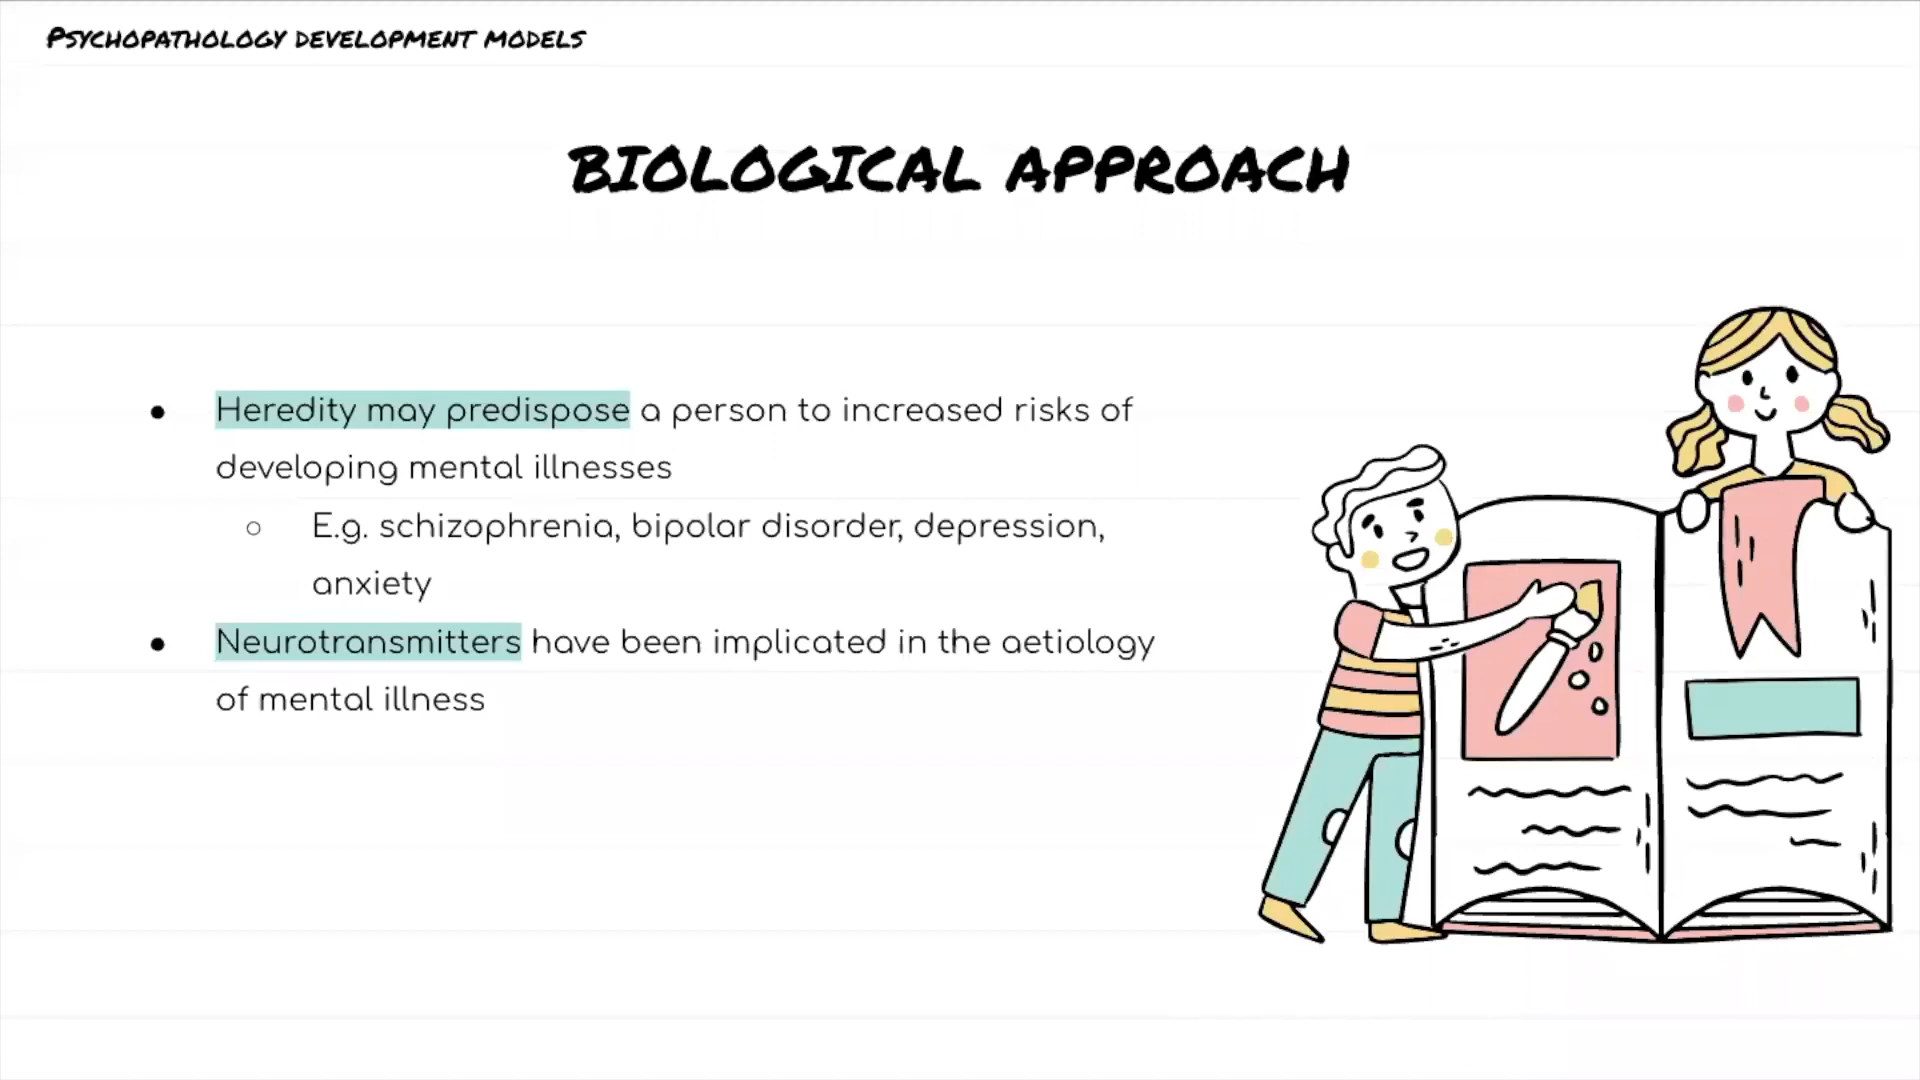 PSYCHOPATHOLOGY DEVELOPMENT MODELS
BIOLOGICAL APPROACH
● Heredity may predispose a person to increased risks of
developing mental illnesses
○ E.g. schizophrenia, bipolar disorder, depression,
anxiety
● Neurotransmitters have been implicated in the aetiology
of mental illness